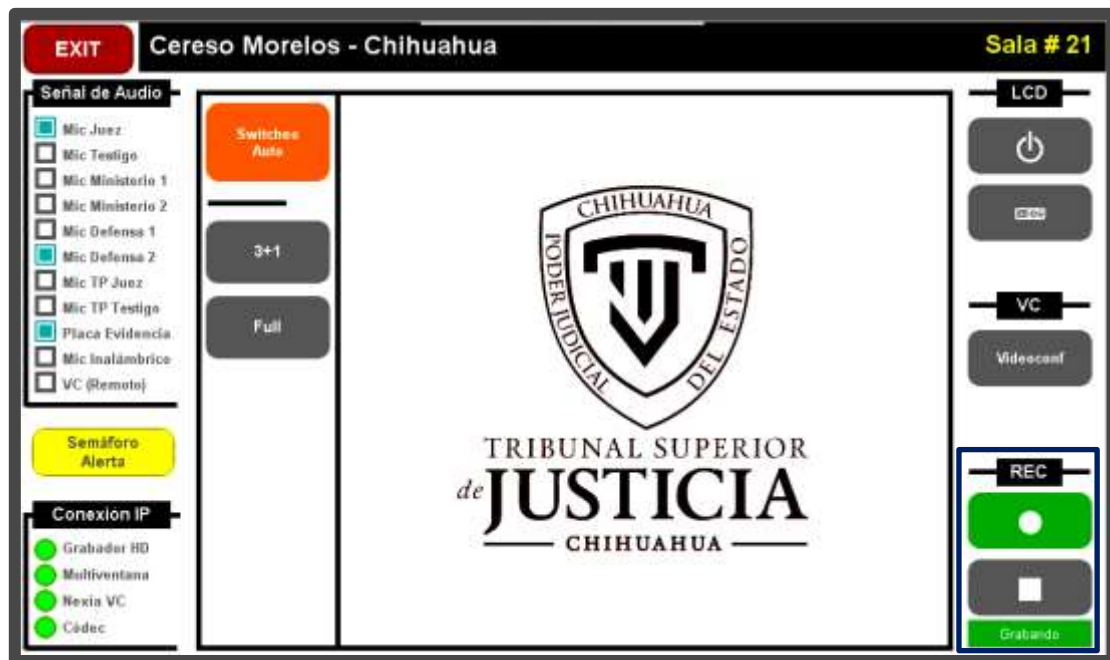 EXIT
Cereso Morelos - Chihuahua
Sala # 21
Señal de Audio
Mic Juez
Mic Testigo
Mic Ministerio 1
Mic Ministerio 2
Mic Defensa 1
Mic Defensa 2
Mic TP Juez
Mic TP Testigo
Placa Evidencia
Mic Inalámbrico
VC (Remoto)
Semáforo
Alerta
Conexión IP
Grabador HD
Multiventana
Nexia VC
Códec
Switcheo
Auto
3+1
Full
CHIHUAHUA
PODER JUDICIAL
DEL ESTADO
TRIBUNAL SUPERIOR
de JUSTICIA
CHIHUAHUA
LCD
VC
Videoconf
REC
Grabando